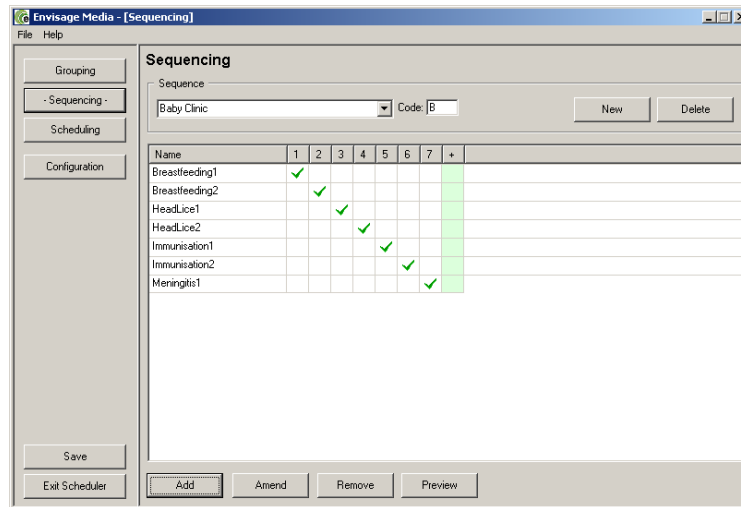 Envisage Media - [Sequencing]
File Help
Grouping
- Sequencing -
Scheduling
Configuration
Save
Exit Scheduler
Sequencing
Sequence
Baby Clinic Code: B New Delete
Name 1 2 3 4 5 6 7 +
Breastfeeding1
Breastfeeding2
HeadLice1
HeadLice2
Immunisation1
Immunisation2
Meningitis1
Add Amend Remove Preview